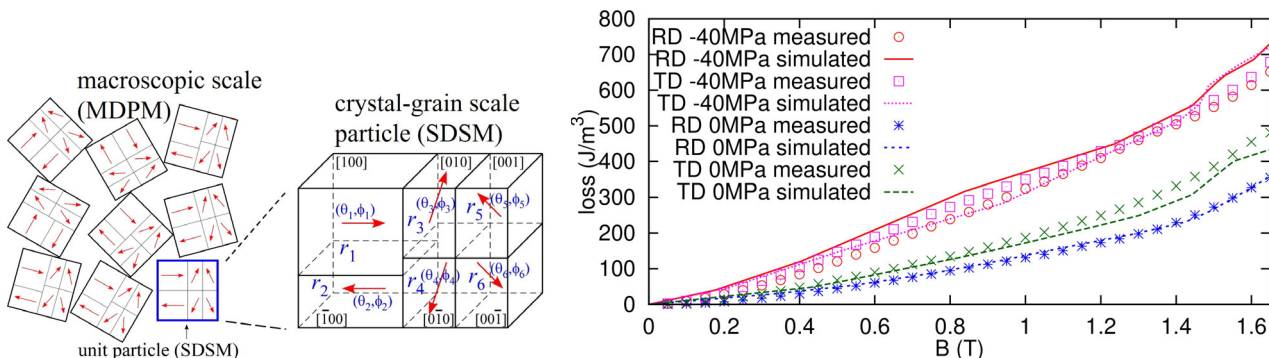 macroscopic scale
(MDPM)
crystal-grain scale
particle (SDSM)
[100]
[010]
[001]
(θ1,ϕ1)
(θ3,ϕ3)
(θ5,ϕ5)
r1
r3
r5
r2
(θ2,ϕ2)
r4
(θ4,ϕ4)
r6
(θ6,ϕ6)
[1̅00]
[01̅0]
[001̅]
unit particle (SDSM)
loss (J/m³)
800
700
600
500
400
300
200
100
0
RD -40MPa measured
RD -40MPa simulated
TD -40MPa measured
TD -40MPa simulated
RD 0MPa measured
RD 0MPa simulated
TD 0MPa measured
TD 0MPa simulated
0 0.2 0.4 0.6 0.8 1 1.2 1.4 1.6
B (T)